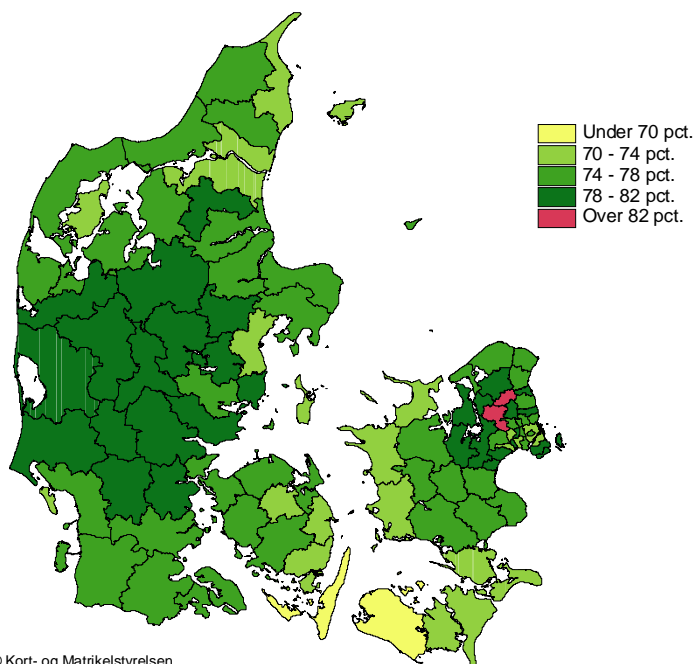 Under 70 pct.
70 - 74 pct.
74 - 78 pct.
78 - 82 pct.
Over 82 pct.
© Kort- og Matrikelstyrelsen